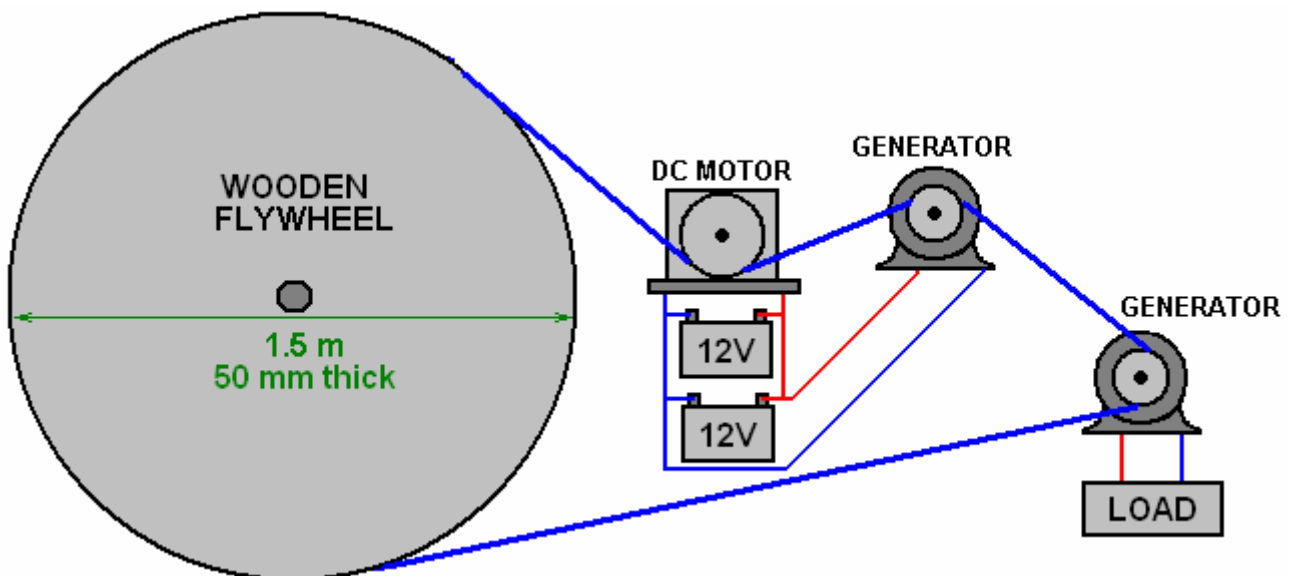 WOODEN
FLYWHEEL
1.5 m
50 mm thick
DC MOTOR
12V
12V
GENERATOR
GENERATOR
LOAD